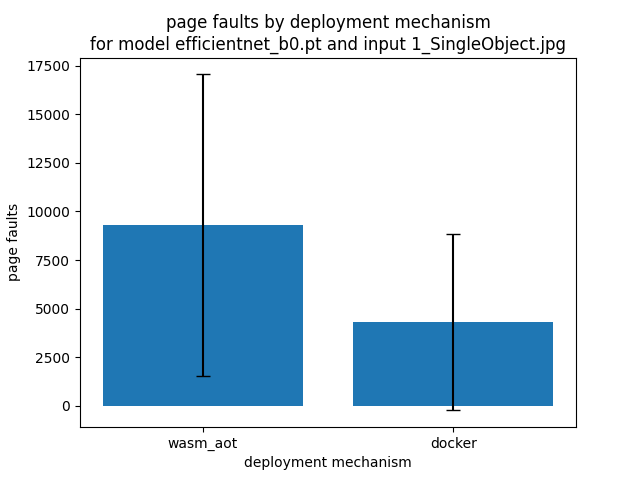 page faults by deployment mechanism
for model efficientnet_b0.pt and input 1_SingleObject.jpg
17500
15000
12500
10000
7500
5000
2500
0
page faults
wasm_aot
docker
deployment mechanism